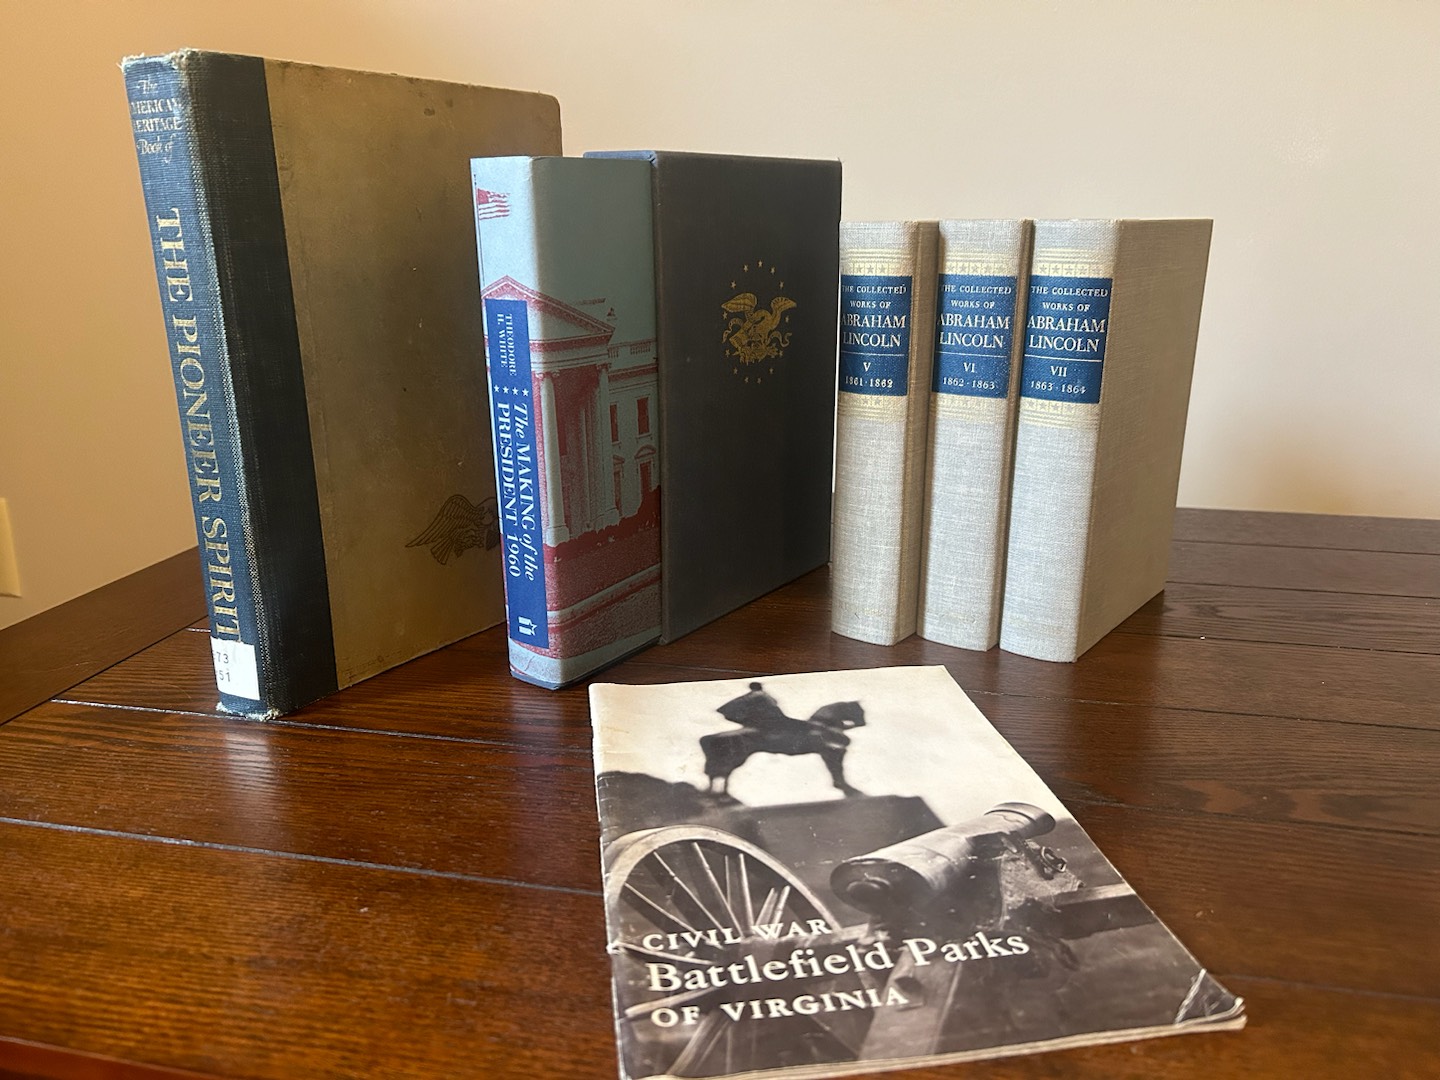 The
AMERICAN
HERITAGE
Book of
THE PIONEER SPIRIT
973
A51
THEODORE
H. WHITE
The MAKING of the
PRESIDENT 1960
THE COLLECTED
WORKS OF
ABRAHAM
LINCOLN
V
1861·1862
THE COLLECTED
WORKS OF
ABRAHAM
LINCOLN
VI
1862·1863
THE COLLECTED
WORKS OF
ABRAHAM
LINCOLN
VII
1863·1864
CIVIL WAR
Battlefield Parks
OF VIRGINIA